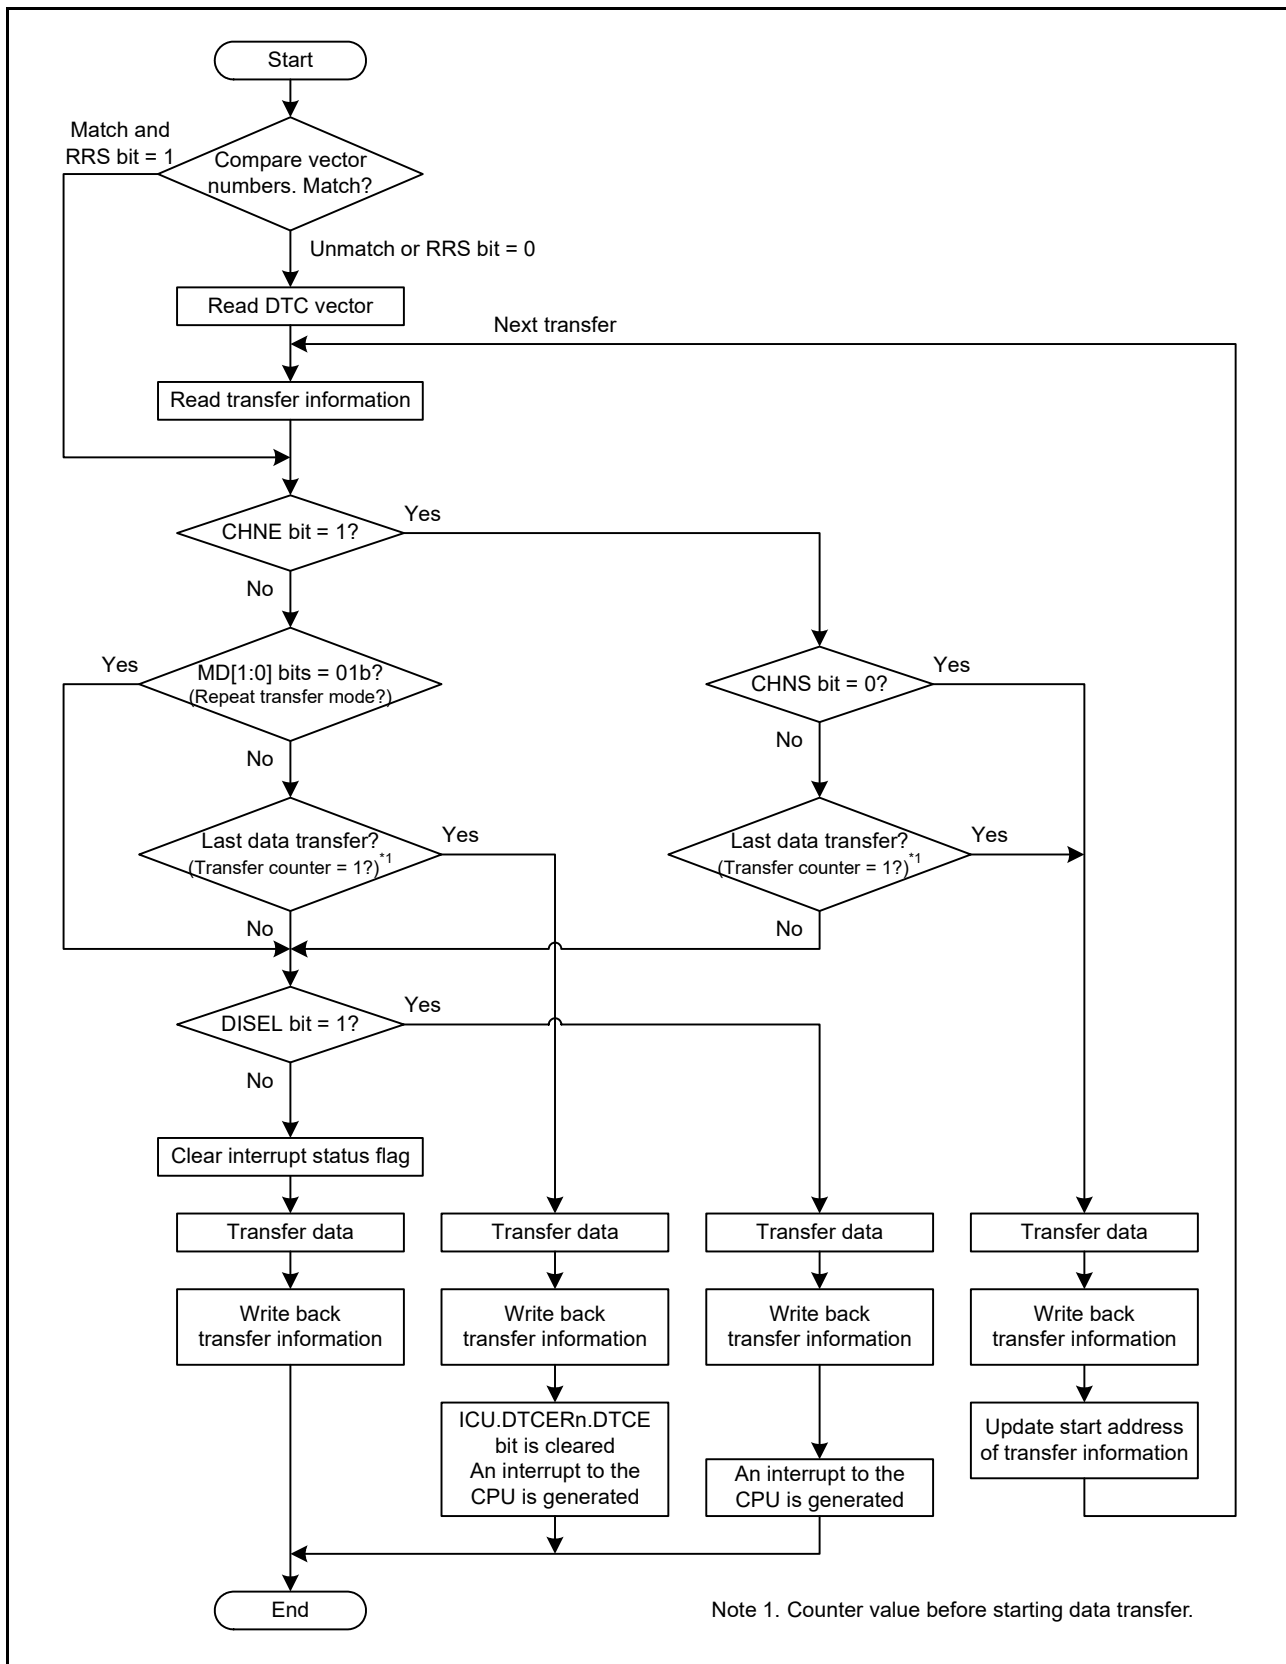 Start
Match and
RRS bit = 1
Compare vector
numbers. Match?
Unmatch or RRS bit = 0
Read DTC vector
Next transfer
Read transfer information
CHNE bit = 1?
Yes
No
Yes
MD[1:0] bits = 01b?
(Repeat transfer mode?)
CHNS bit = 0?
Yes
No
No
Last data transfer?
(Transfer counter = 1?)*1
Yes
Last data transfer?
(Transfer counter = 1?)*1
Yes
No
No
DISEL bit = 1?
Yes
No
Clear interrupt status flag
Transfer data
Transfer data
Transfer data
Transfer data
Write back
transfer information
Write back
transfer information
Write back
transfer information
Write back
transfer information
ICU.DTCERn.DTCE
bit is cleared
An interrupt to the
CPU is generated
An interrupt to the
CPU is generated
Update start address
of transfer information
End
Note 1. Counter value before starting data transfer.